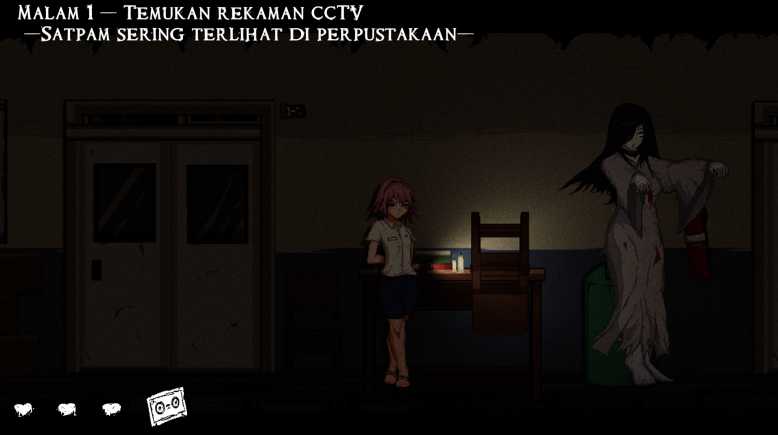 Malam 1 — Temukan rekaman CCTV
—Satpam sering terlihat di perpustakaan—